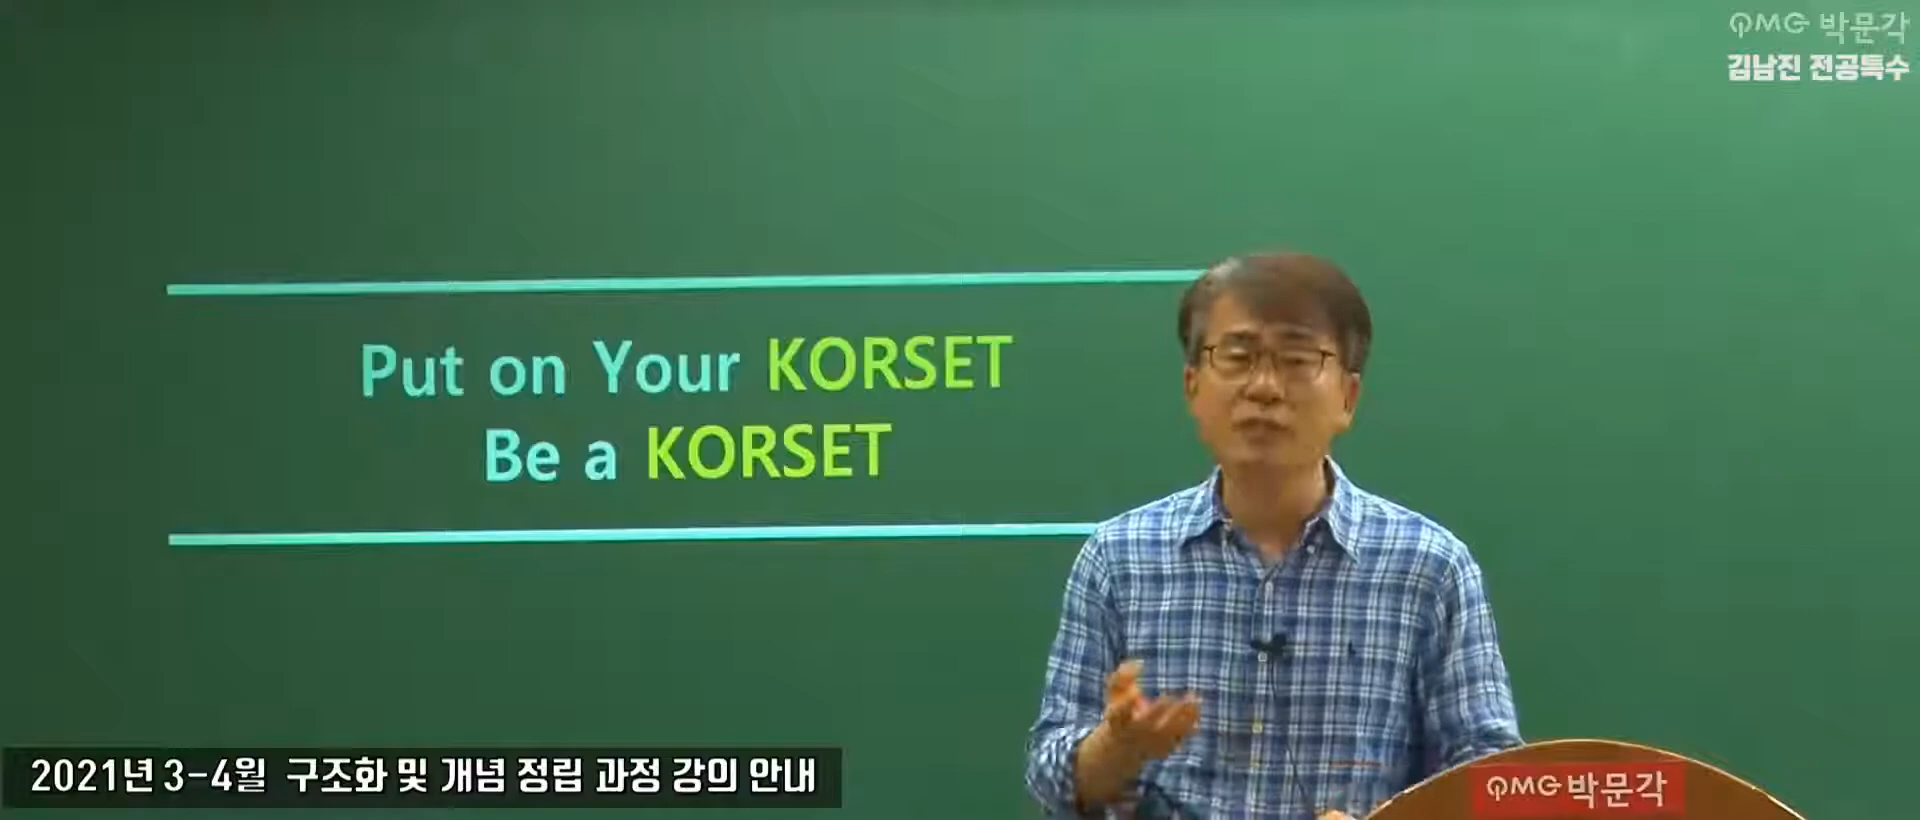 PMG 박문각
김남진 전공특수
Put on Your KORSET
Be a KORSET
2021년 3-4월 구조화 및 개념 정립 과정 강의 안내
PMG 박문각